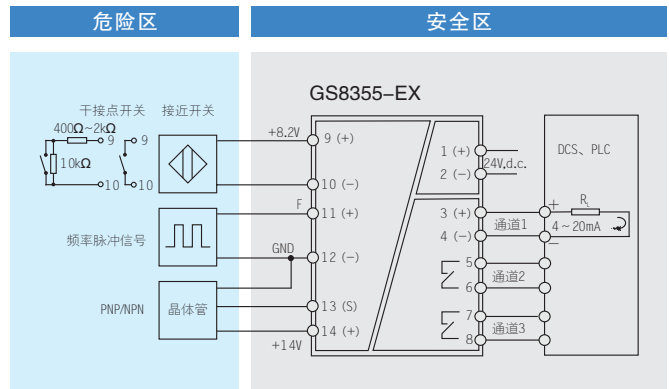 危险区
安全区
GS8355-EX
干接点开关
接近开关
400Ω~2kΩ
9
9
10kΩ
10
10
+8.2V
9 (+)
10 (-)
F
11 (+)
频率脉冲信号
GND
12 (-)
PNP/NPN
晶体管
13 (S)
14 (+)
+14V
1 (+)
24V.d.c.
2 (-)
3 (+)
通道1
4 (-)
5
通道2
6
7
通道3
8
DCS、PLC
+
RL
4~20mA
-